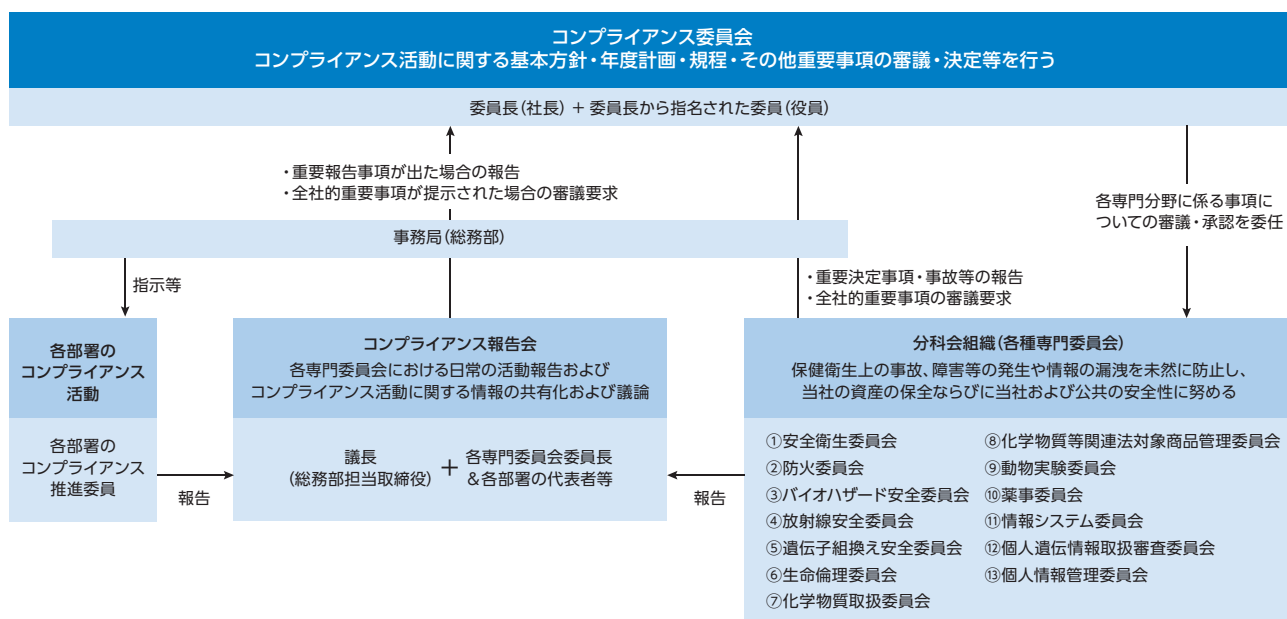 コンプライアンス委員会
コンプライアンス活動に関する基本方針・年度計画・規程・その他重要事項の審議・決定等を行う
委員長（社長）＋委員長から指名された委員（役員）
・重要報告事項が出た場合の報告
・全社的重要事項が提示された場合の審議要求
各専門分野に係る事項に
ついての審議・承認を委任
事務局（総務部）
指示等
・重要決定事項・事故等の報告
・全社的重要事項の審議要求
各部署の
コンプライアンス
活動
各部署の
コンプライアンス
推進委員
報告
コンプライアンス報告会
各専門委員会における日常の活動報告および
コンプライアンス活動に関する情報の共有化および議論
議長
（総務部担当取締役）
＋
各専門委員会委員長
＆各部署の代表者等
報告
分科会組織（各種専門委員会）
保健衛生上の事故、障害等の発生や情報の漏洩を未然に防止し、
当社の資産の保全ならびに当社および公共の安全性に努める
①安全衛生委員会
②防火委員会
③バイオハザード安全委員会
④放射線安全委員会
⑤遺伝子組換え安全委員会
⑥生命倫理委員会
⑦化学物質取扱委員会
⑧化学物質等関連法対象商品管理委員会
⑨動物実験委員会
⑩薬事委員会
⑪情報システム委員会
⑫個人遺伝情報取扱審査委員会
⑬個人情報管理委員会